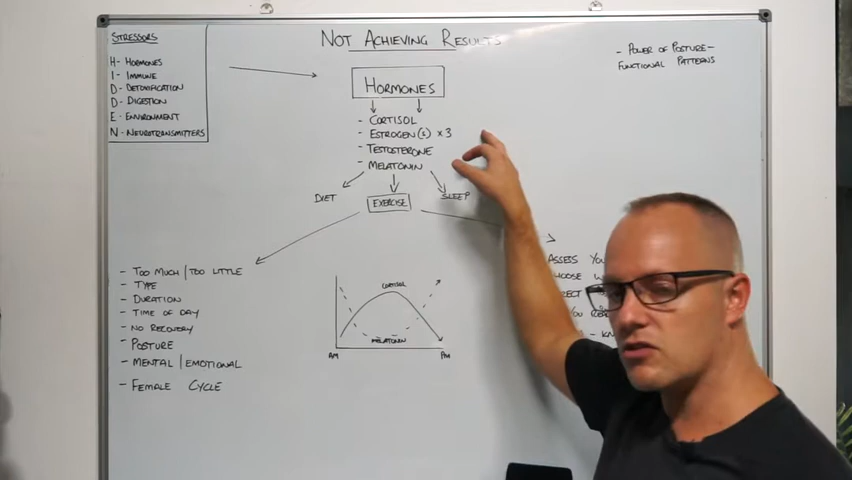 NOT ACHIEVING RESULTS
STRESSORS
H- HORMONES
I- IMMUNE
D- DETOXIFICATION
D- DIGESTION
E- ENVIRONMENT
N- NEUROTRANSMITTERS
HORMONES
- CORTISOL
- ESTROGEN(S) x 3
- TESTOSTERONE
- MELATONIN
DIET
EXERCISE
SLEEP
- POWER OF POSTURE -
FUNCTIONAL PATTERNS
- TOO MUCH / TOO LITTLE
- TYPE
- DURATION
- TIME OF DAY
- NO RECOVERY
- POSTURE
- MENTAL / EMOTIONAL
- FEMALE CYCLE
CORTISOL
MELATONIN
AM
PM
ASSESS